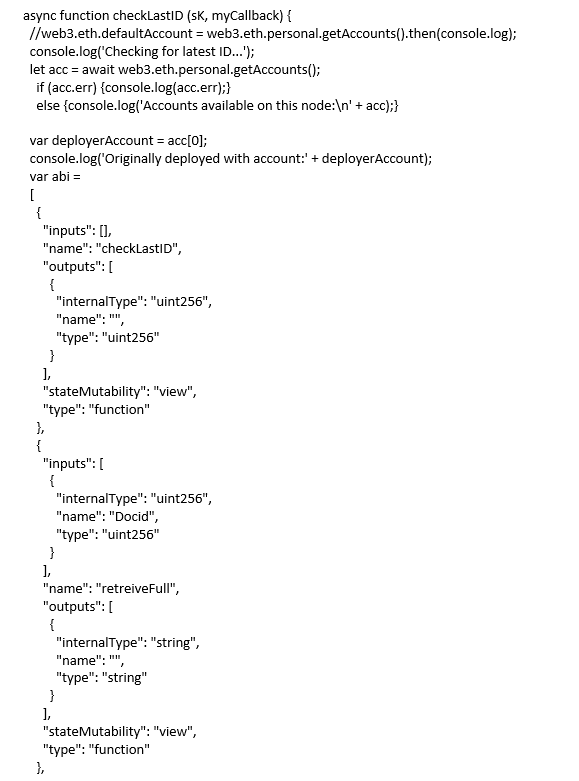 async function checkLastID (sK, myCallback) {
//web3.eth.defaultAccount = web3.eth.personal.getAccounts().then(console.log);
console.log('Checking for latest ID...');
let acc = await web3.eth.personal.getAccounts();
if (acc.err) {console.log(acc.err);}
else {console.log('Accounts available on this node:\n' + acc);}
var deployerAccount = acc[0];
console.log('Originally deployed with account:' + deployerAccount);
var abi =
[
{
"inputs": [],
"name": "checkLastID",
"outputs": [
{
"internalType": "uint256",
"name": "",
"type": "uint256"
}
],
"stateMutability": "view",
"type": "function"
},
{
"inputs": [
{
"internalType": "uint256",
"name": "Docid",
"type": "uint256"
}
],
"name": "retreiveFull",
"outputs": [
{
"internalType": "string",
"name": "",
"type": "string"
}
],
"stateMutability": "view",
"type": "function"
},